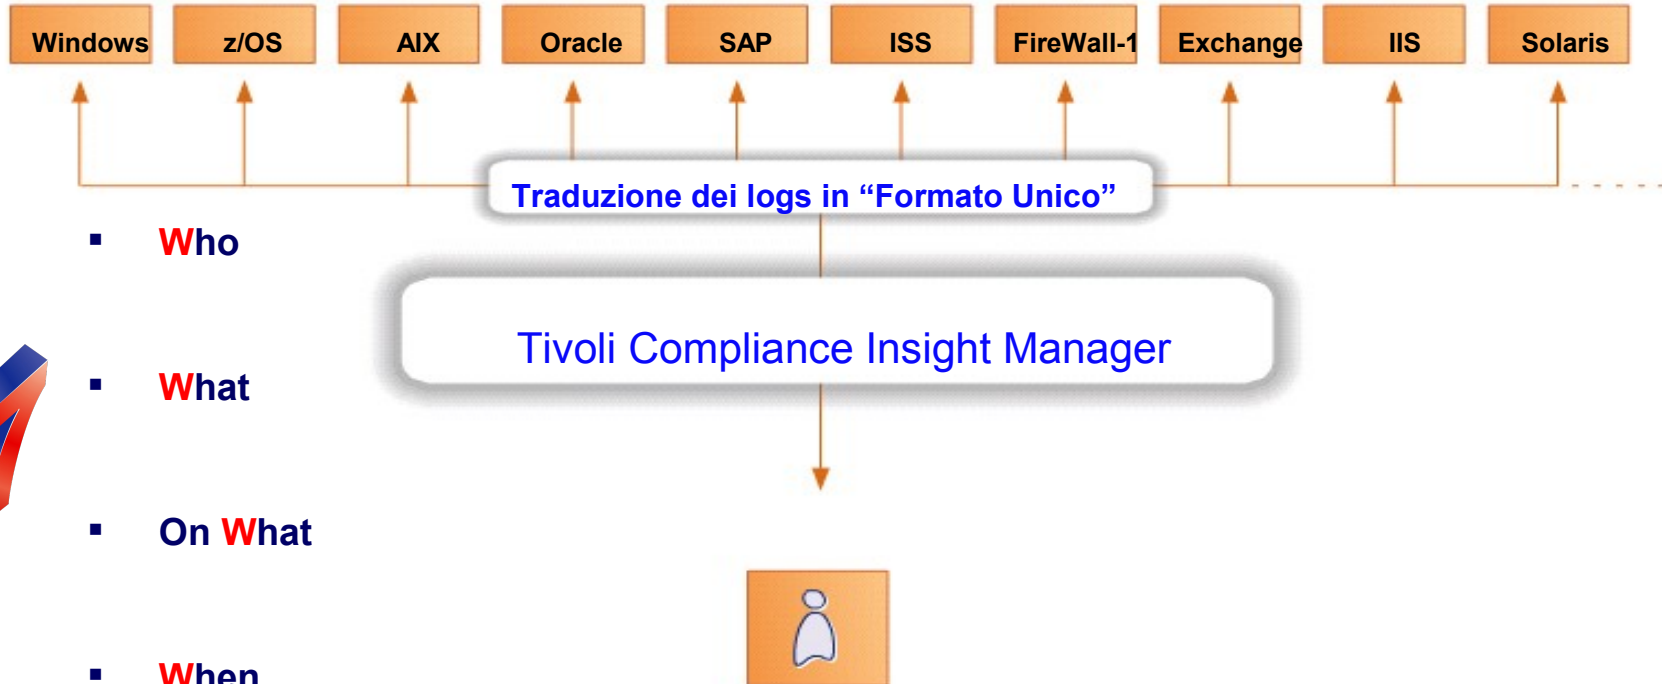 Windows z/OS AIX Oracle SAP ISS FireWall-1 Exchange IIS Solaris
Traduzione dei logs in “Formato Unico”
▪ Who
Tivoli Compliance Insight Manager
▪ What
▪ On What
▪ When